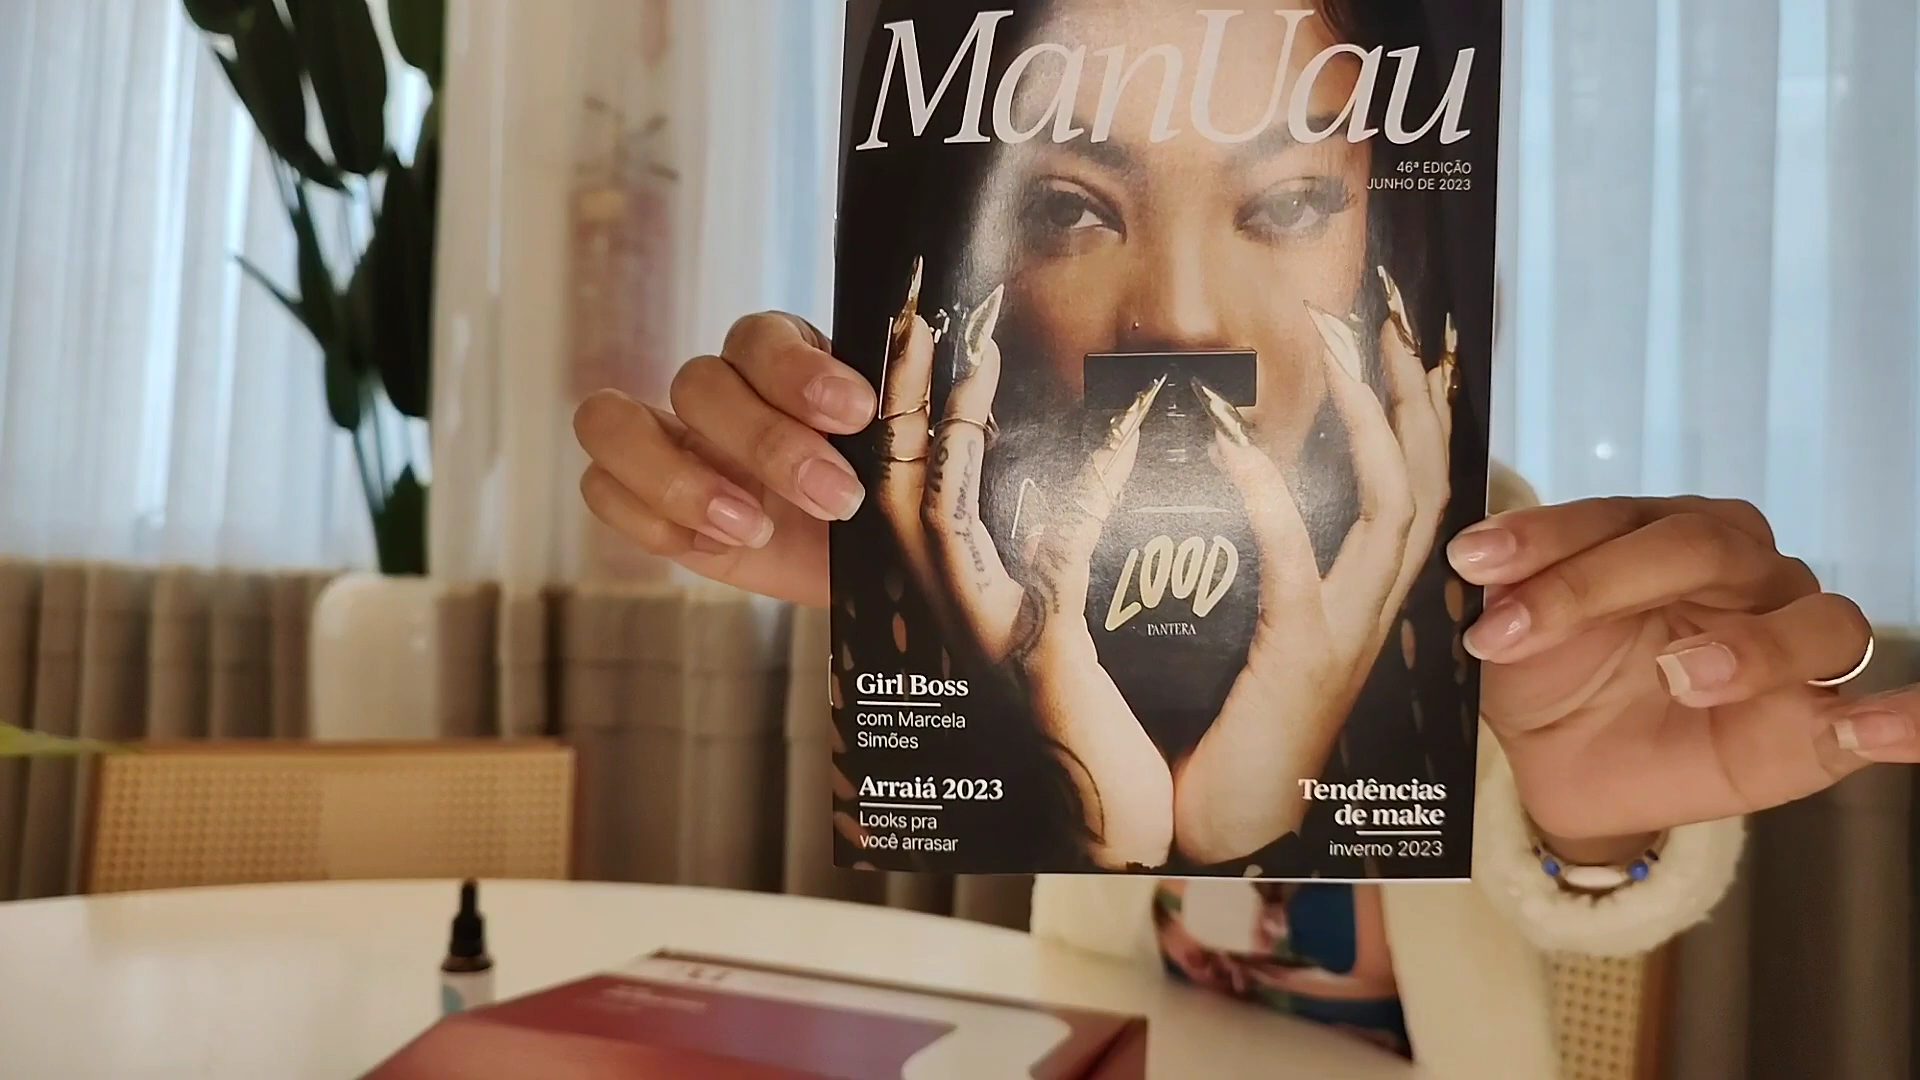 ManUau
46ª EDIÇÃO
JUNHO DE 2023
LOOD
PANTERA
Girl Boss
com Marcela
Simões
Arraiá 2023
Looks pra
você arrasar
Tendências
de make
inverno 2023